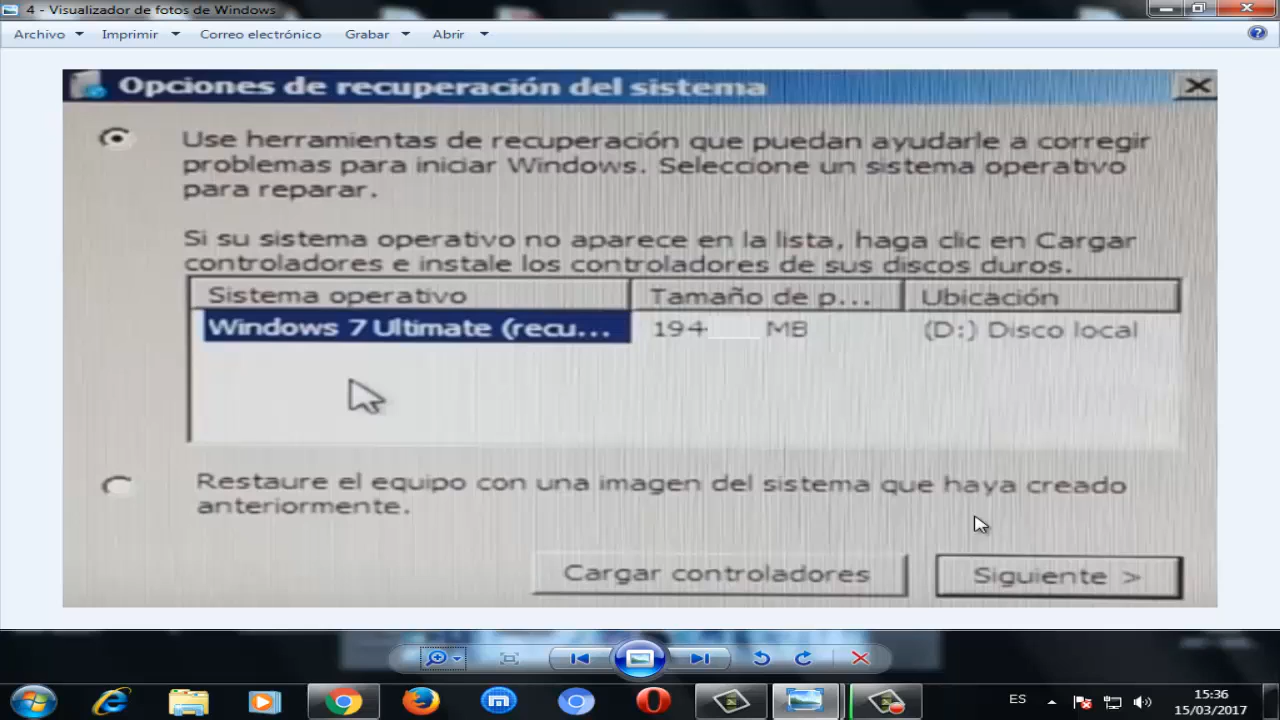 4 - Visualizador de fotos de Windows
Archivo Imprimir Correo electrónico Grabar Abrir
Opciones de recuperación del sistema
Use herramientas de recuperación que puedan ayudarle a corregir
problemas para iniciar Windows. Seleccione un sistema operativo
para reparar.
Si su sistema operativo no aparece en la lista, haga clic en Cargar
controladores e instale los controladores de sus discos duros.
Sistema operativo Tamaño de p... Ubicación
Windows 7 Ultimate (recu... 194 MB (D:) Disco local
Restaure el equipo con una imagen del sistema que haya creado
anteriormente.
Cargar controladores Siguiente >
ES 15:36
15/03/2017